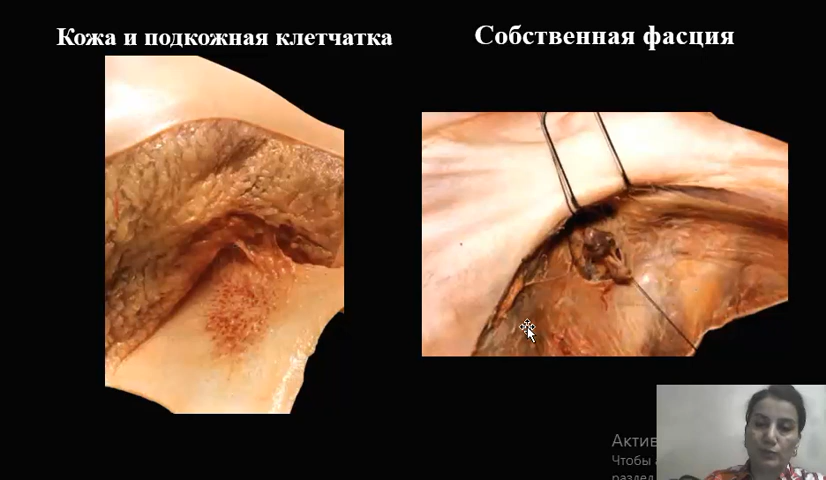 Кожа и подкожная клетчатка
Собственная фасция
Актив
Чтобы
раздел